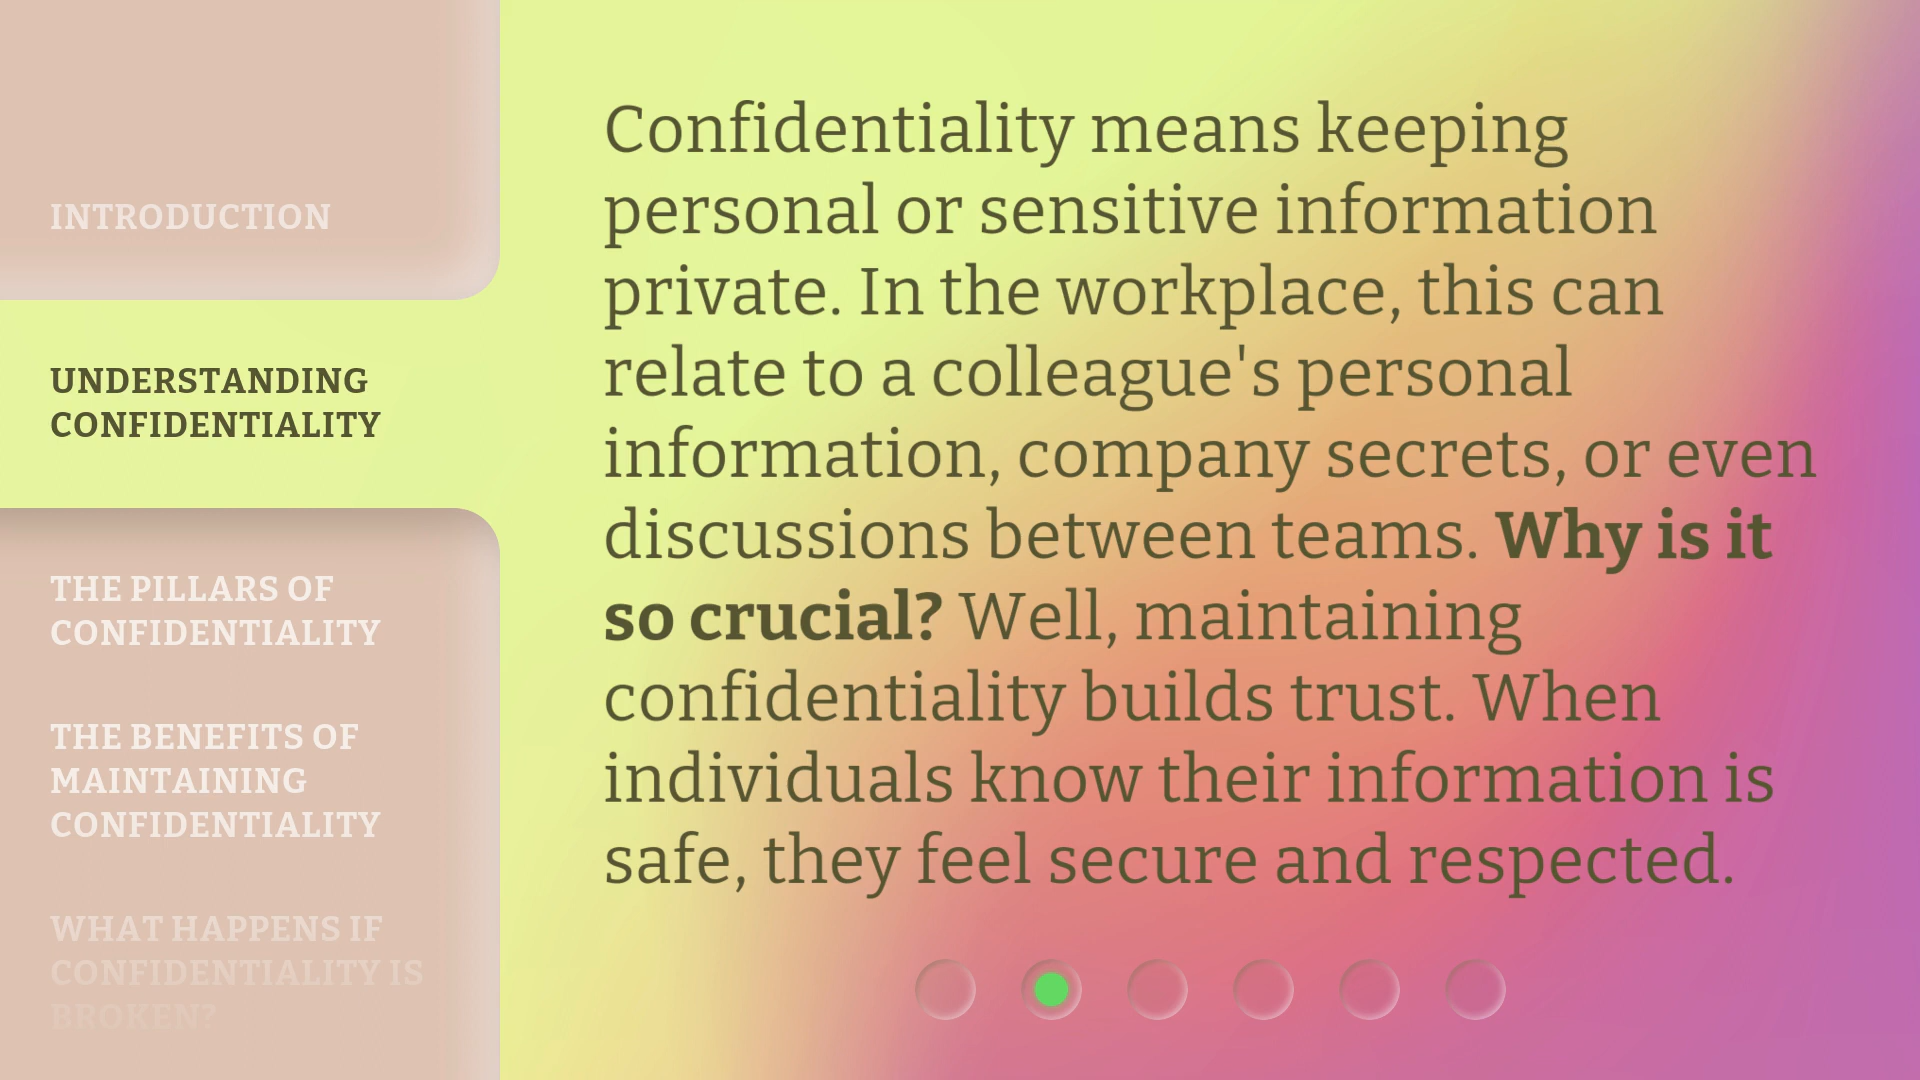 INTRODUCTION
UNDERSTANDING
CONFIDENTIALITY
THE PILLARS OF
CONFIDENTIALITY
THE BENEFITS OF
MAINTAINING
CONFIDENTIALITY
WHAT HAPPENS IF
CONFIDENTIALITY IS
BROKEN?
Confidentiality means keeping
personal or sensitive information
private. In the workplace, this can
relate to a colleague's personal
information, company secrets, or even
discussions between teams. Why is it
so crucial? Well, maintaining
confidentiality builds trust. When
individuals know their information is
safe, they feel secure and respected.